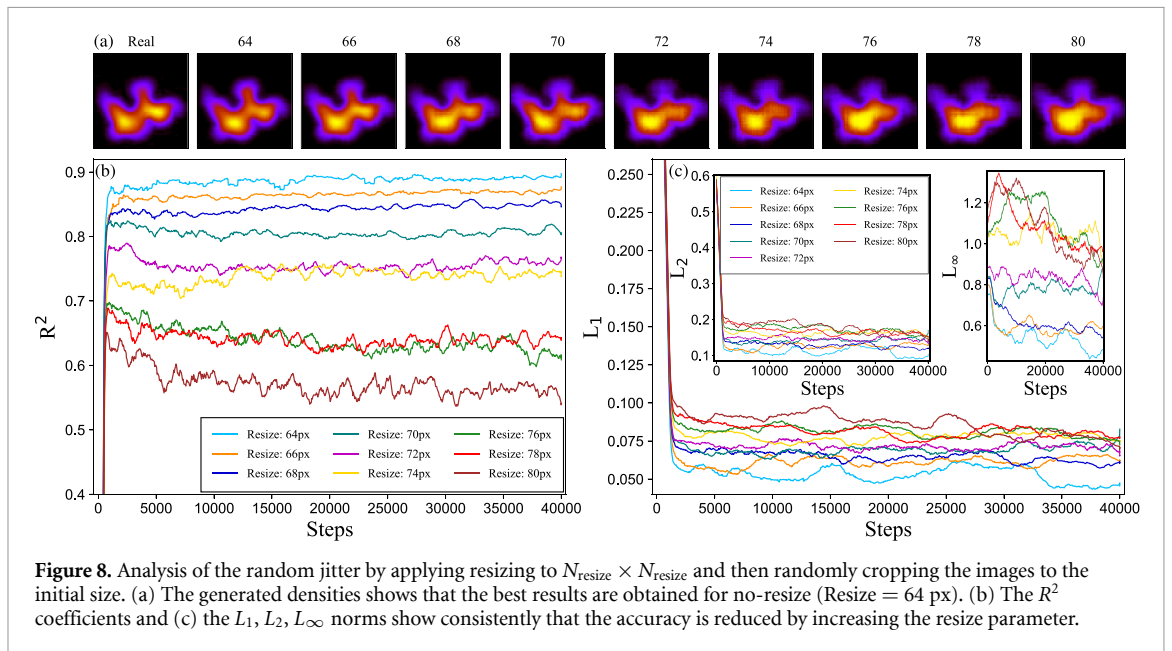 (a) Real 64 66 68 70 72 74 76 78 80
(b)
0.9
0.8
0.7
0.6
0.5
0.4
R²
0 5000 10000 15000 20000 25000 30000 35000 40000
Steps
Resize: 64px Resize: 70px Resize: 76px
Resize: 66px Resize: 72px Resize: 78px
Resize: 68px Resize: 74px Resize: 80px
(c)
0.250
0.225
0.200
0.175
0.150
0.125
0.100
0.075
0.050
L₁
0 5000 10000 15000 20000 25000 30000 35000 40000
Steps
0.6
0.5
0.4
0.3
0.2
0.1
L₂
0 10000 20000 30000 40000
Steps
Resize: 64px Resize: 74px
Resize: 66px Resize: 76px
Resize: 68px Resize: 78px
Resize: 70px Resize: 80px
Resize: 72px
1.2
1.0
0.8
0.6
L∞
0 20000 40000
Steps
Figure 8. Analysis of the random jitter by applying resizing to N_resize × N_resize and then randomly cropping the images to the
initial size. (a) The generated densities shows that the best results are obtained for no-resize (Resize = 64 px). (b) The R²
coefficients and (c) the L₁, L₂, L∞ norms show consistently that the accuracy is reduced by increasing the resize parameter.